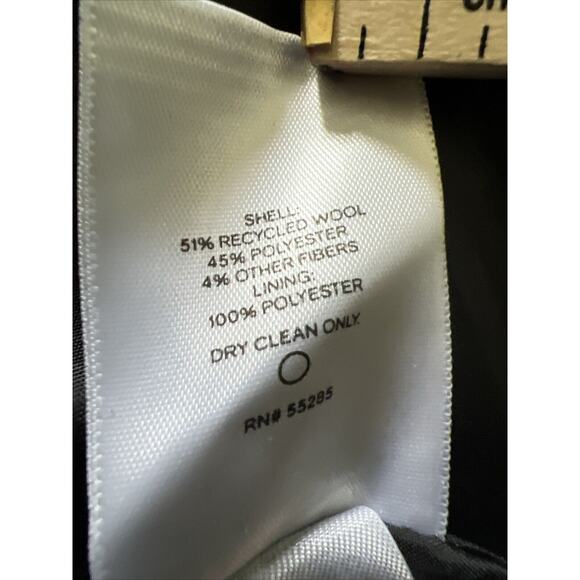 SHELL:
51% RECYCLED WOOL
45% POLYESTER
4% OTHER FIBERS
LINING:
100% POLYESTER
DRY CLEAN ONLY.
RN# 55285